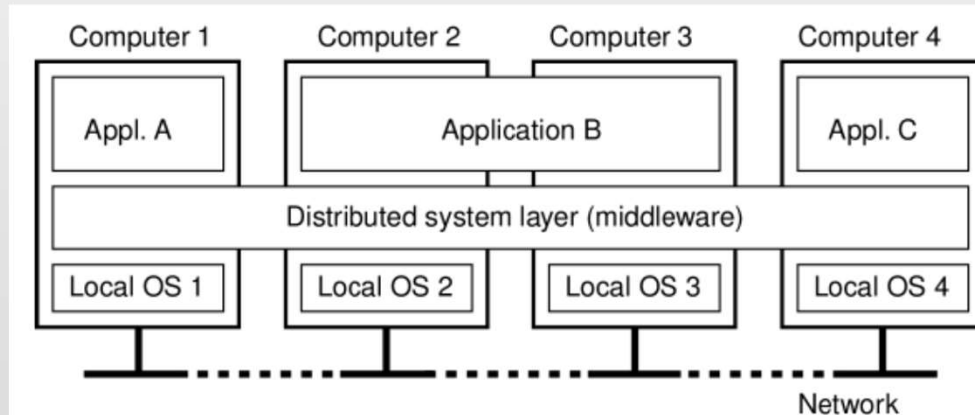 Computer 1
Computer 2
Computer 3
Computer 4
Appl. A
Application B
Appl. C
Distributed system layer (middleware)
Local OS 1
Local OS 2
Local OS 3
Local OS 4
Network